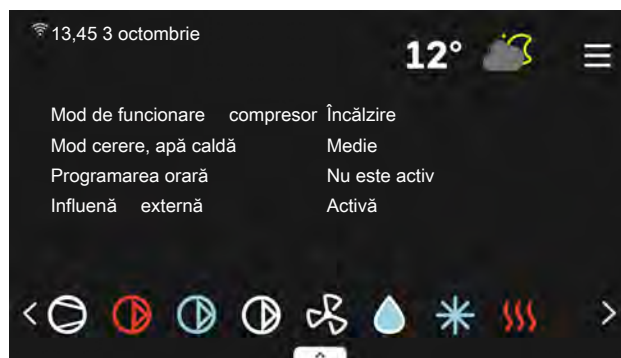 13,45 3 octombrie
12°
Mod de funcionare compresor Încălzire
Mod cerere, apă caldă Medie
Programarea orară Nu este activ
Influenă externă Activă